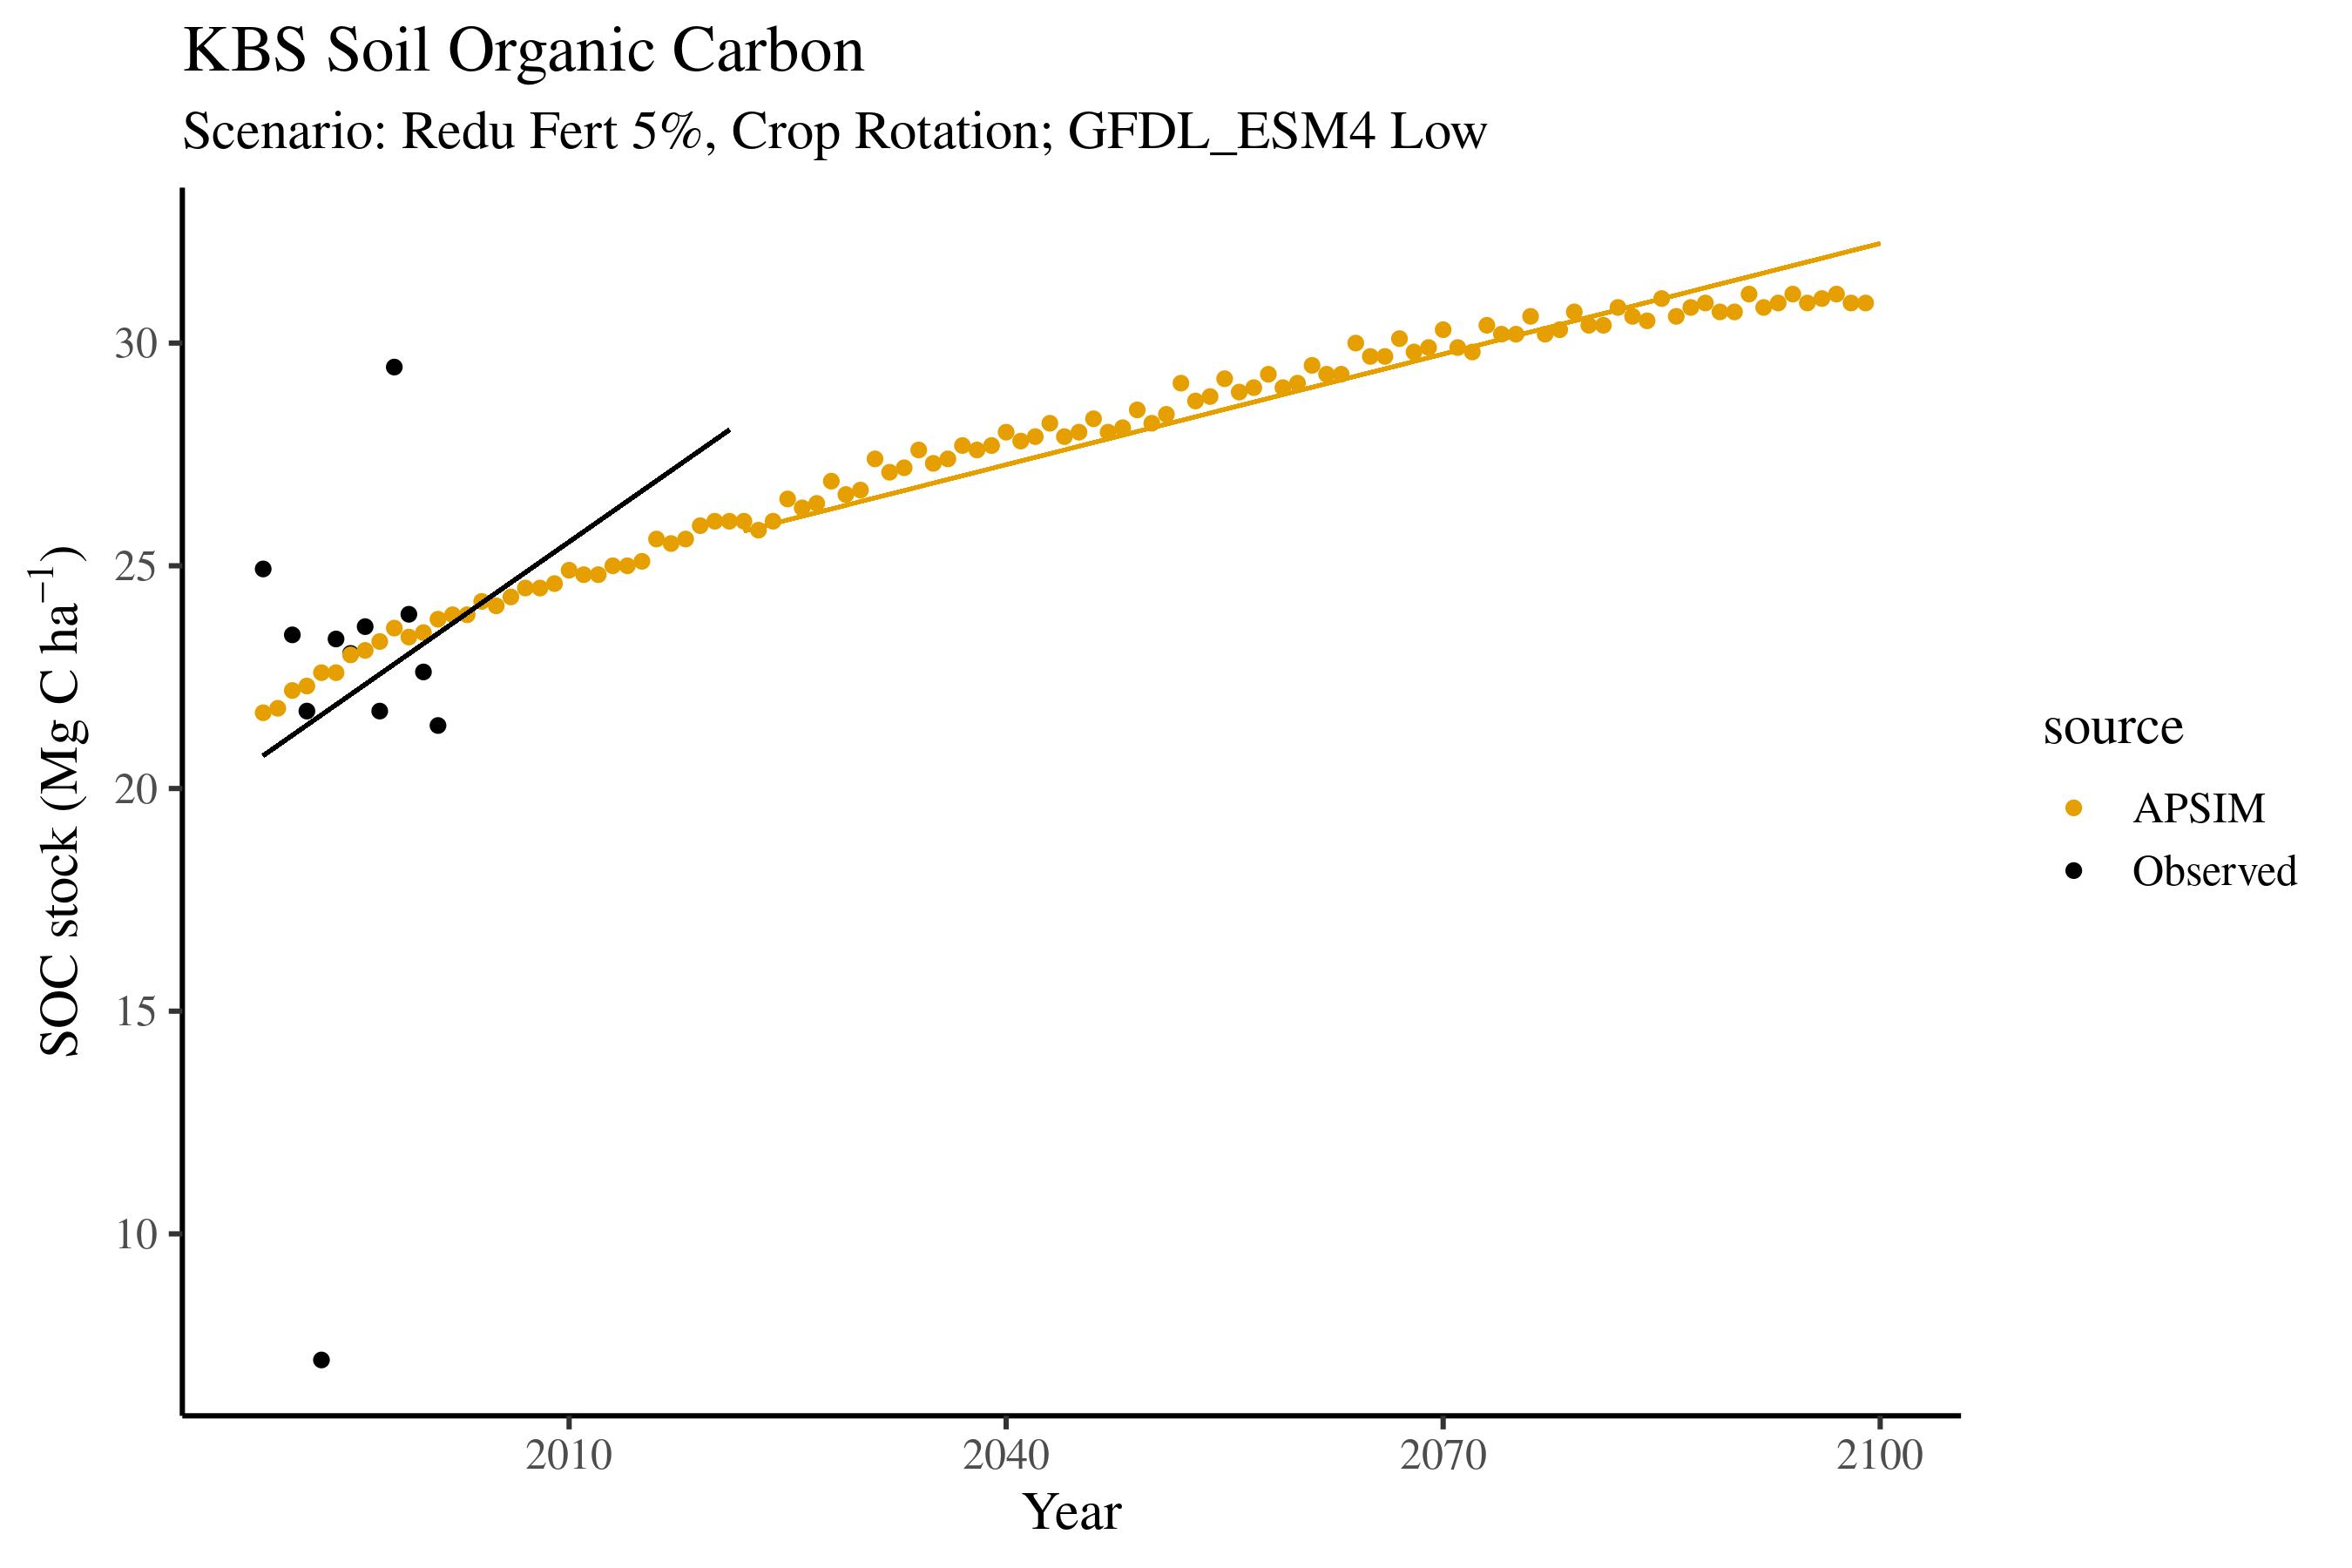 KBS Soil Organic Carbon
Scenario: Redu Fert 5%, Crop Rotation; GFDL_ESM4 Low
SOC stock (Mg C ha⁻¹)
30
25
20
15
10
2010
2040
2070
2100
Year
source
APSIM
Observed